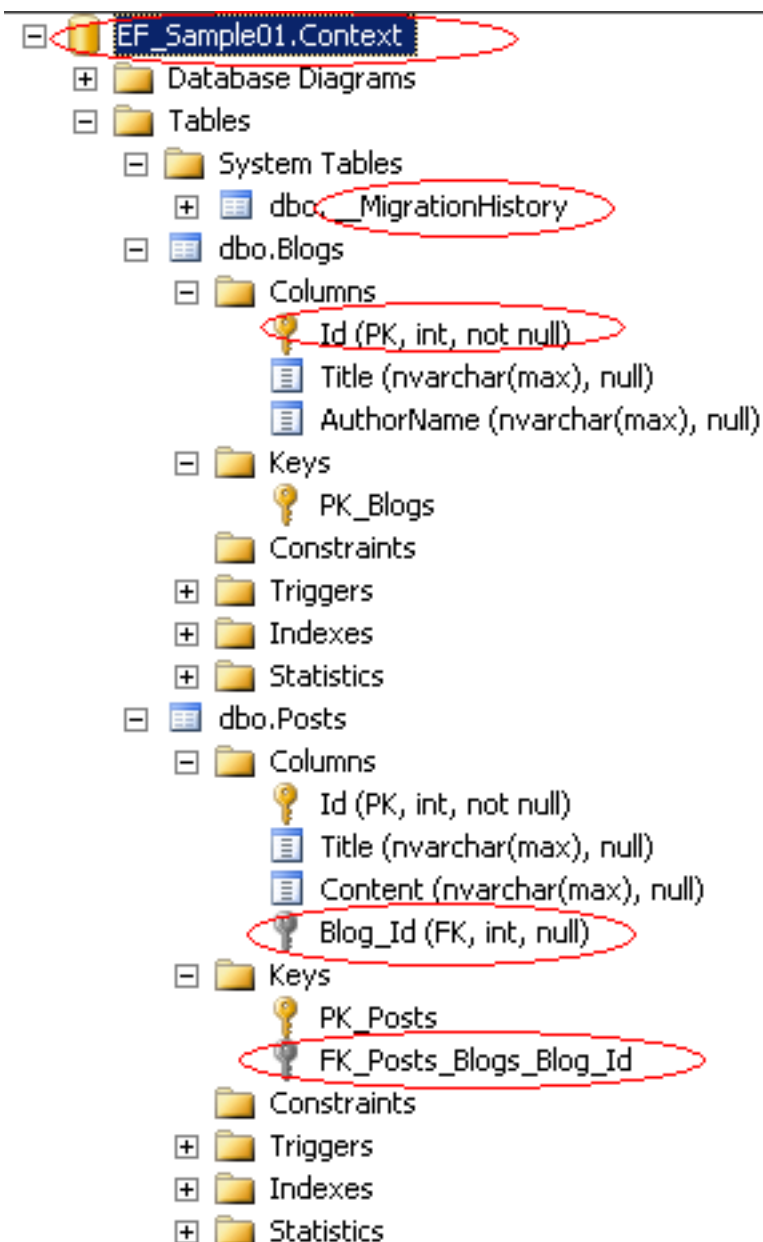 EF_Sample01.Context
Database Diagrams
Tables
System Tables
dbo.__MigrationHistory
dbo.Blogs
Columns
Id (PK, int, not null)
Title (nvarchar(max), null)
AuthorName (nvarchar(max), null)
Keys
PK_Blogs
Constraints
Triggers
Indexes
Statistics
dbo.Posts
Columns
Id (PK, int, not null)
Title (nvarchar(max), null)
Content (nvarchar(max), null)
Blog_Id (FK, int, null)
Keys
PK_Posts
FK_Posts_Blogs_Blog_Id
Constraints
Triggers
Indexes
Statistics